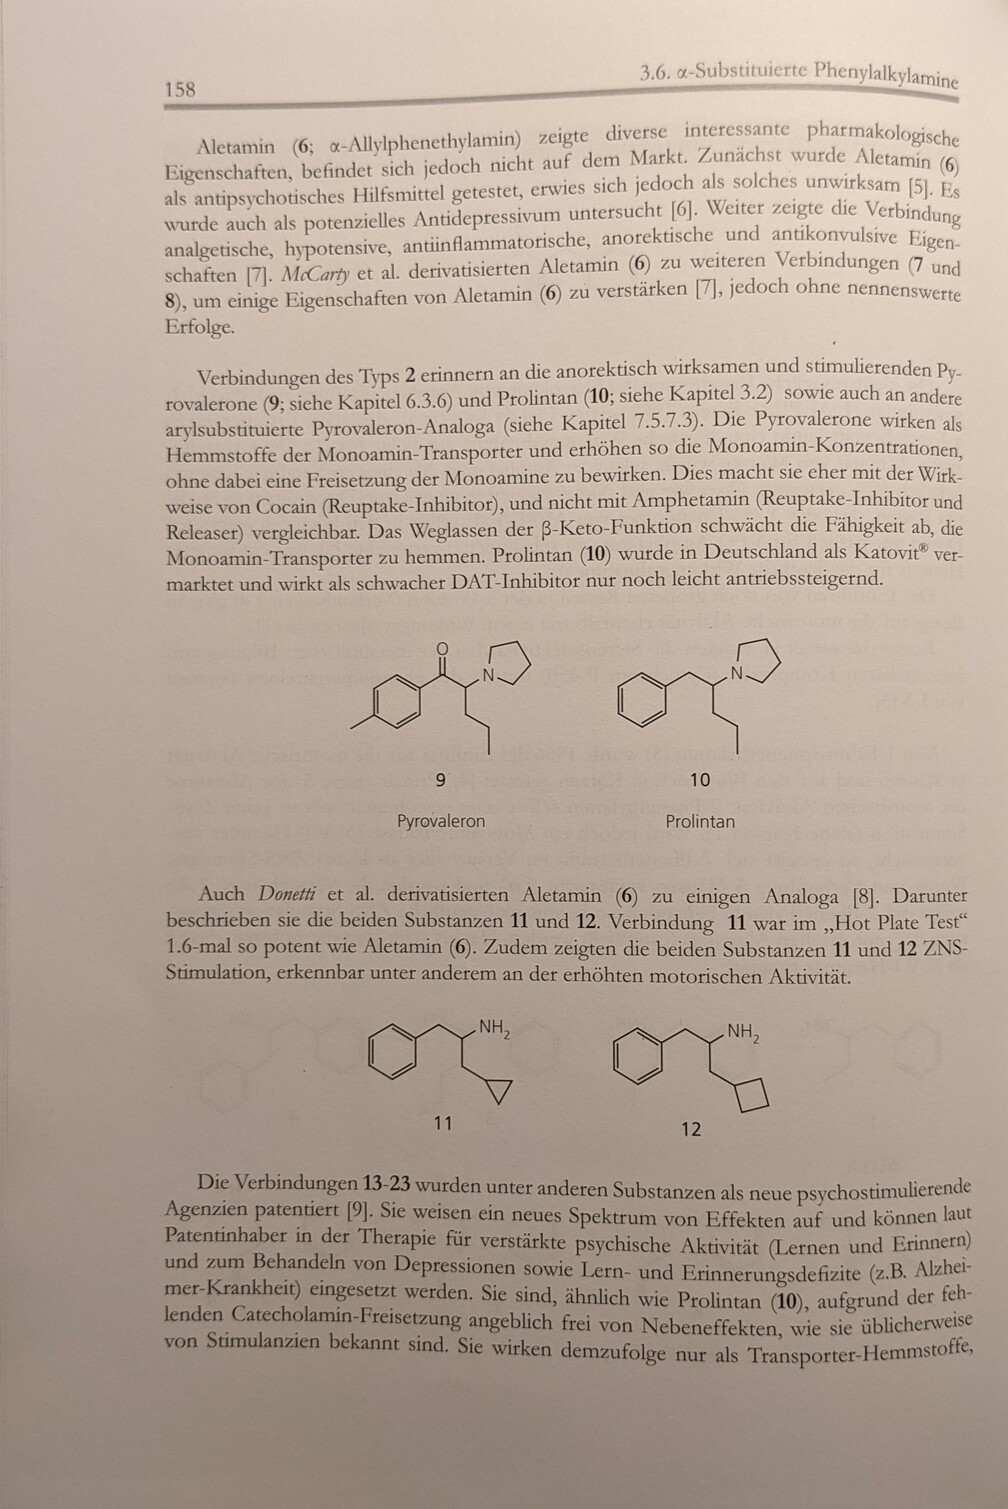 158
3.6. α-Substituierte Phenylalkylamine
Aletamin (6; α-Allylphenethylamin) zeigte diverse interessante pharmakologische
Eigenschaften, befindet sich jedoch nicht auf dem Markt. Zunächst wurde Aletamin (6)
als antipsychotisches Hilfsmittel getestet, erwies sich jedoch als solches unwirksam [5]. Es
wurde auch als potenzielles Antidepressivum untersucht [6]. Weiter zeigte die Verbindung
analgetische, hypotensive, antiinflammatorische, anorektische und antikonvulsive Eigen-
schaften [7]. McCarty et al. derivatisierten Aletamin (6) zu weiteren Verbindungen (7 und
8), um einige Eigenschaften von Aletamin (6) zu verstärken [7], jedoch ohne nennenswerte
Erfolge.
Verbindungen des Typs 2 erinnern an die anorektisch wirksamen und stimulierenden Py-
rovalerone (9; siehe Kapitel 6.3.6) und Prolintan (10; siehe Kapitel 3.2) sowie auch an andere
arylsubstituierte Pyrovaleron-Analoga (siehe Kapitel 7.5.7.3). Die Pyrovalerone wirken als
Hemmstoffe der Monoamin-Transporter und erhöhen so die Monoamin-Konzentrationen,
ohne dabei eine Freisetzung der Monoamine zu bewirken. Dies macht sie eher mit der Wirk-
weise von Cocain (Reuptake-Inhibitor), und nicht mit Amphetamin (Reuptake-Inhibitor und
Releaser) vergleichbar. Das Weglassen der β-Keto-Funktion schwächt die Fähigkeit ab, die
Monoamin-Transporter zu hemmen. Prolintan (10) wurde in Deutschland als Katovit® ver-
marktet und wirkt als schwacher DAT-Inhibitor nur noch leicht antriebssteigernd.
O
N
N
9
10
Pyrovaleron
Prolintan
Auch Donetti et al. derivatisierten Aletamin (6) zu einigen Analoga [8]. Darunter
beschrieben sie die beiden Substanzen 11 und 12. Verbindung 11 war im „Hot Plate Test“
1.6-mal so potent wie Aletamin (6). Zudem zeigten die beiden Substanzen 11 und 12 ZNS-
Stimulation, erkennbar unter anderem an der erhöhten motorischen Aktivität.
NH2
NH2
11
12
Die Verbindungen 13-23 wurden unter anderen Substanzen als neue psychostimulierende
Agenzien patentiert [9]. Sie weisen ein neues Spektrum von Effekten auf und können laut
Patentinhaber in der Therapie für verstärkte psychische Aktivität (Lernen und Erinnern)
und zum Behandeln von Depressionen sowie Lern- und Erinnerungsdefizite (z.B. Alzhei-
mer-Krankheit) eingesetzt werden. Sie sind, ähnlich wie Prolintan (10), aufgrund der feh-
lenden Catecholamin-Freisetzung angeblich frei von Nebeneffekten, wie sie üblicherweise
von Stimulanzien bekannt sind. Sie wirken demzufolge nur als Transporter-Hemmstoffe,